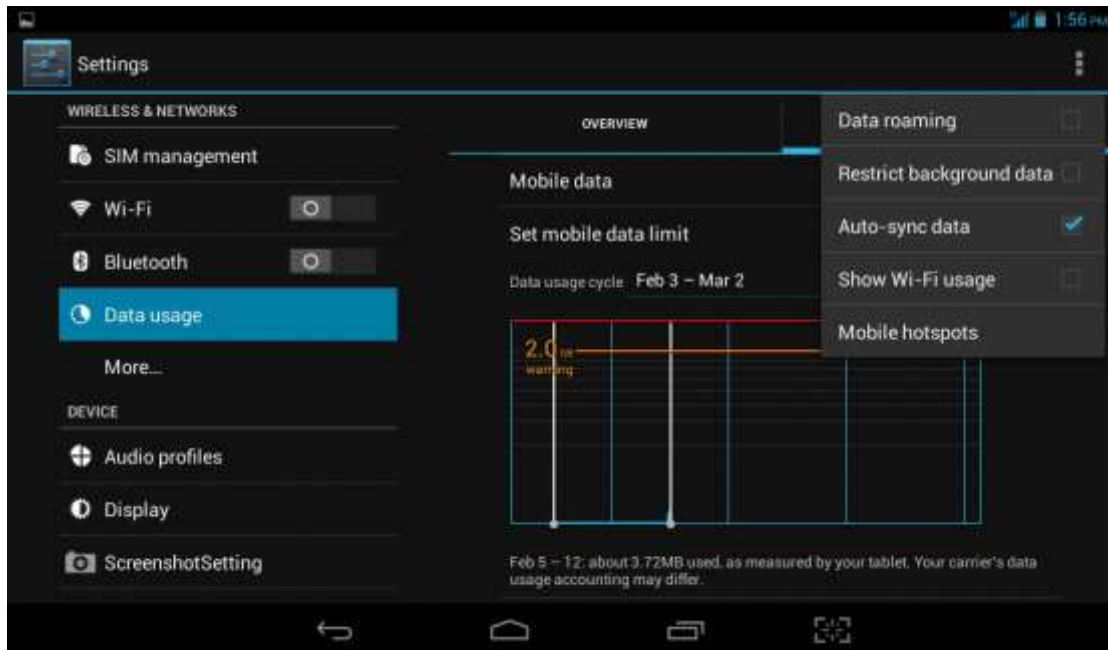 1:56 PM
Settings
WIRELESS & NETWORKS
SIM management
Wi-Fi
Bluetooth
Data usage
More...
DEVICE
Audio profiles
Display
ScreenshotSetting
OVERVIEW
Mobile data
Set mobile data limit
Data usage cycle Feb 3 – Mar 2
2.0
warning
Feb 5 – 12: about 3.72MB used, as measured by your tablet. Your carrier's data
usage accounting may differ.
Data roaming
Restrict background data
Auto-sync data
Show Wi-Fi usage
Mobile hotspots